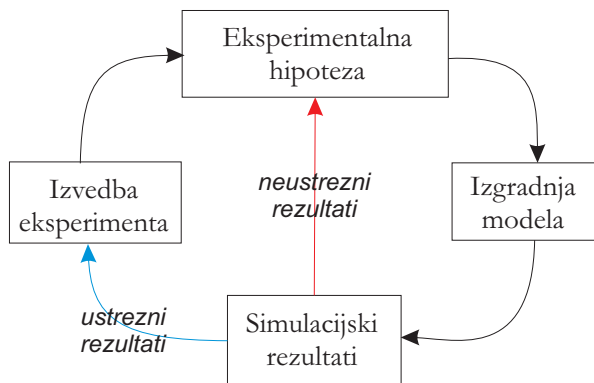 Eksperimentalna
hipoteza
Izvedba
eksperimenta
neustrezni
rezultati
Izgradnja
modela
ustrezni
rezultati
Simulacijski
rezultati